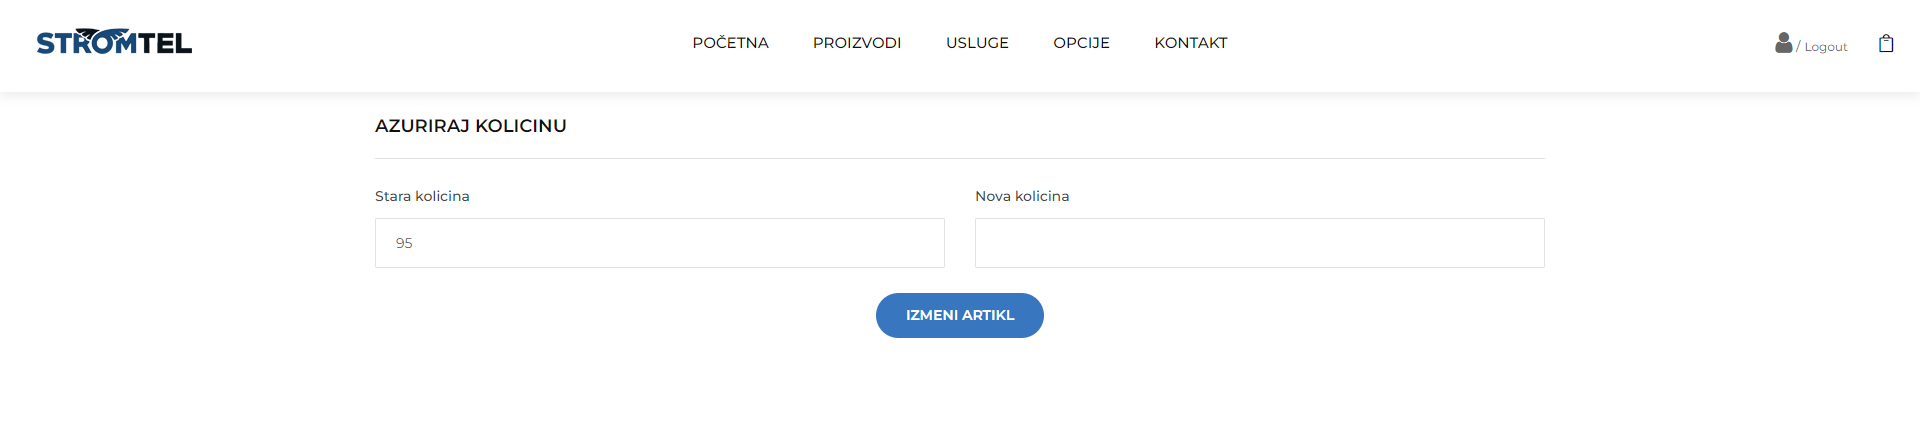 STROMTEL
POČETNA PROIZVODI USLUGE OPCIJE KONTAKT
/ Logout
AZURIRAJ KOLICINU
Stara kolicina Nova kolicina
95
IZMENI ARTIKL